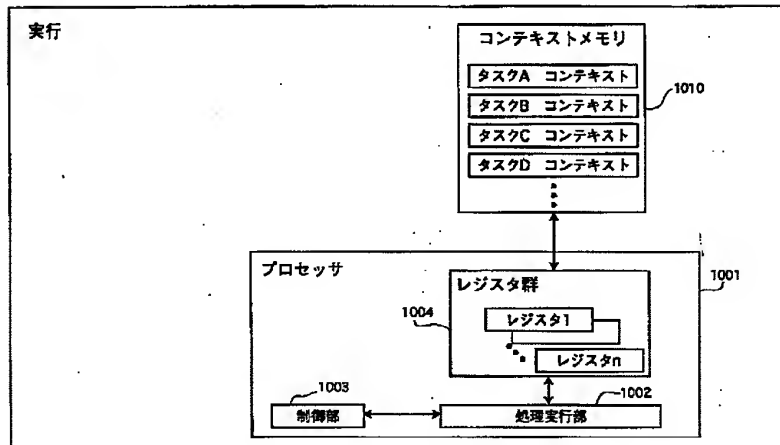 実行
コンテキストメモリ
タスクA コンテキスト
タスクB コンテキスト
タスクC コンテキスト
タスクD コンテキスト
1010
プロセッサ
1001
レジスタ群
1004
レジスタ1
レジスタn
1003
1002
制御部
処理実行部